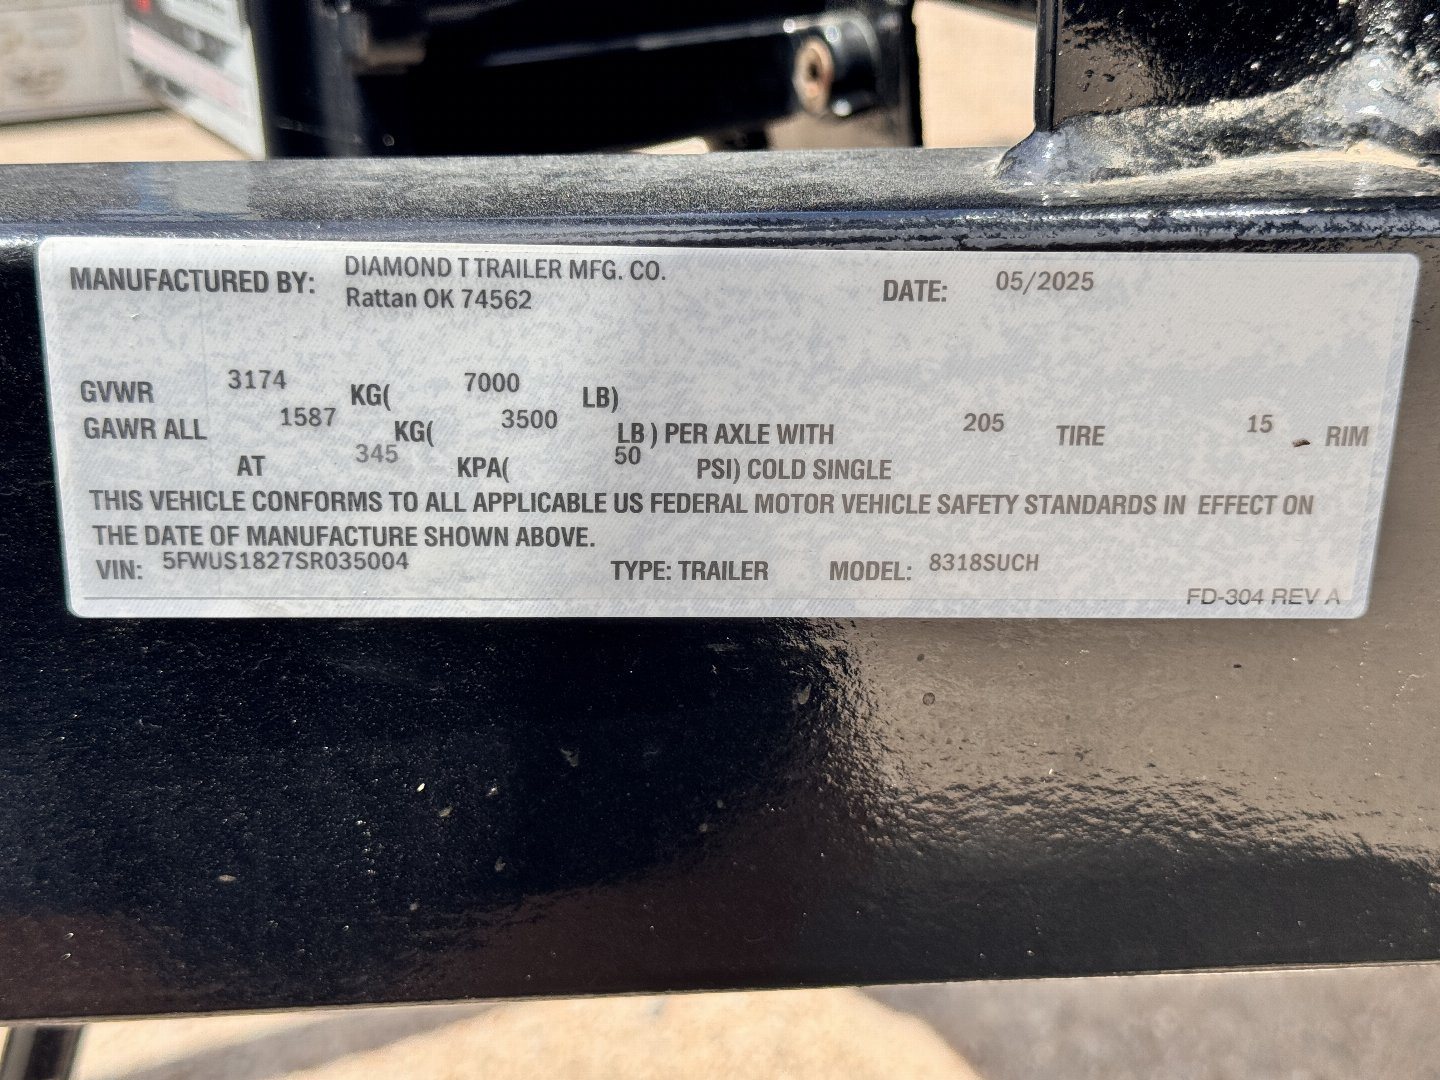 MANUFACTURED BY: DIAMOND T TRAILER MFG. CO. DATE: 05/2025
Rattan OK 74562
GVWR 3174 KG( 7000 LB)
GAWR ALL 1587 KG( 3500 LB ) PER AXLE WITH 205 TIRE 15 RIM
AT 345 KPA( 50 PSI) COLD SINGLE
THIS VEHICLE CONFORMS TO ALL APPLICABLE US FEDERAL MOTOR VEHICLE SAFETY STANDARDS IN EFFECT ON
THE DATE OF MANUFACTURE SHOWN ABOVE.
VIN: 5FWUS1827SR035004 TYPE: TRAILER MODEL: 8318SUCH
FD-304 REV A